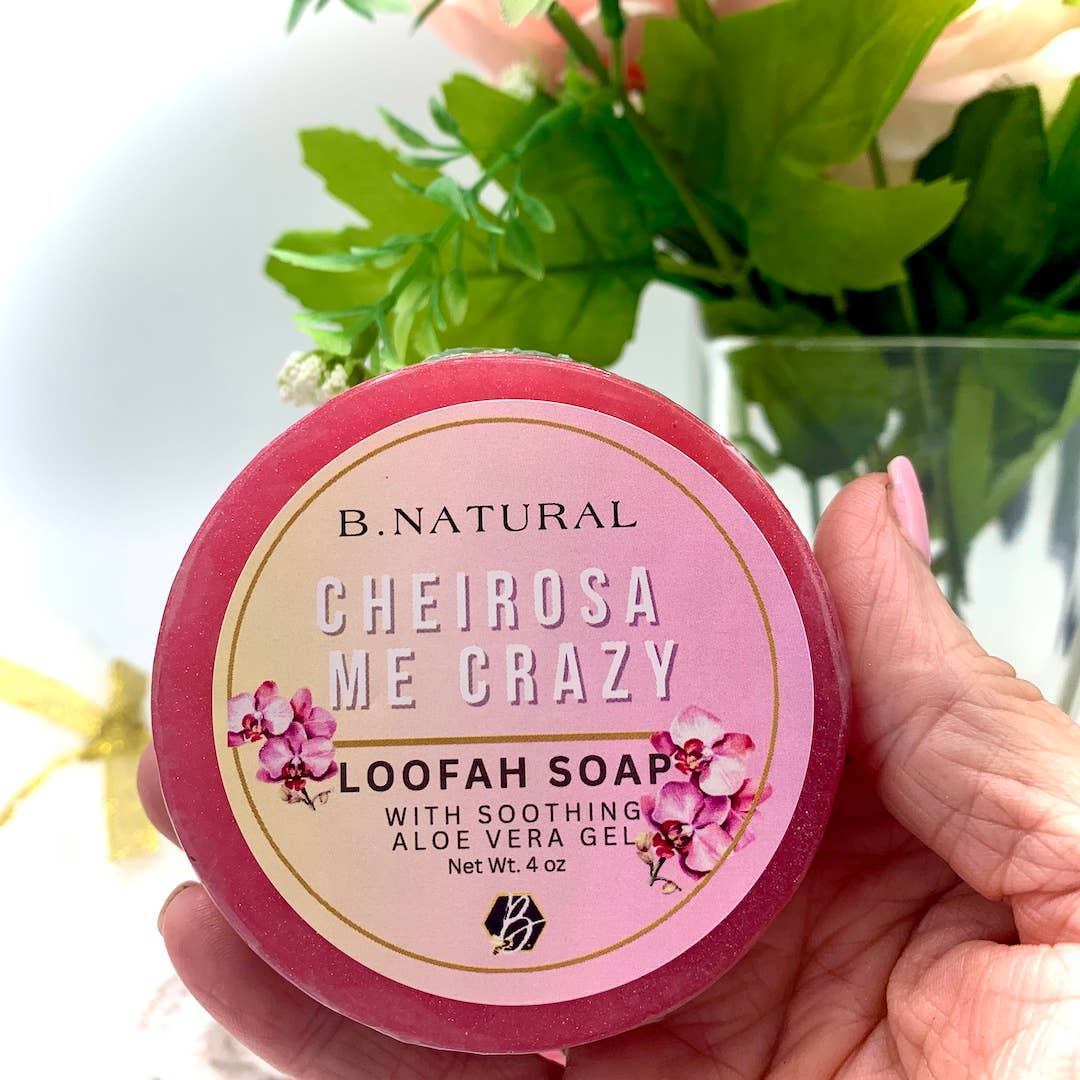 B.NATURAL
CHEIROSA
ME CRAZY
LOOFAH SOAP
WITH SOOTHING
ALOE VERA GEL
Net Wt. 4 oz
B